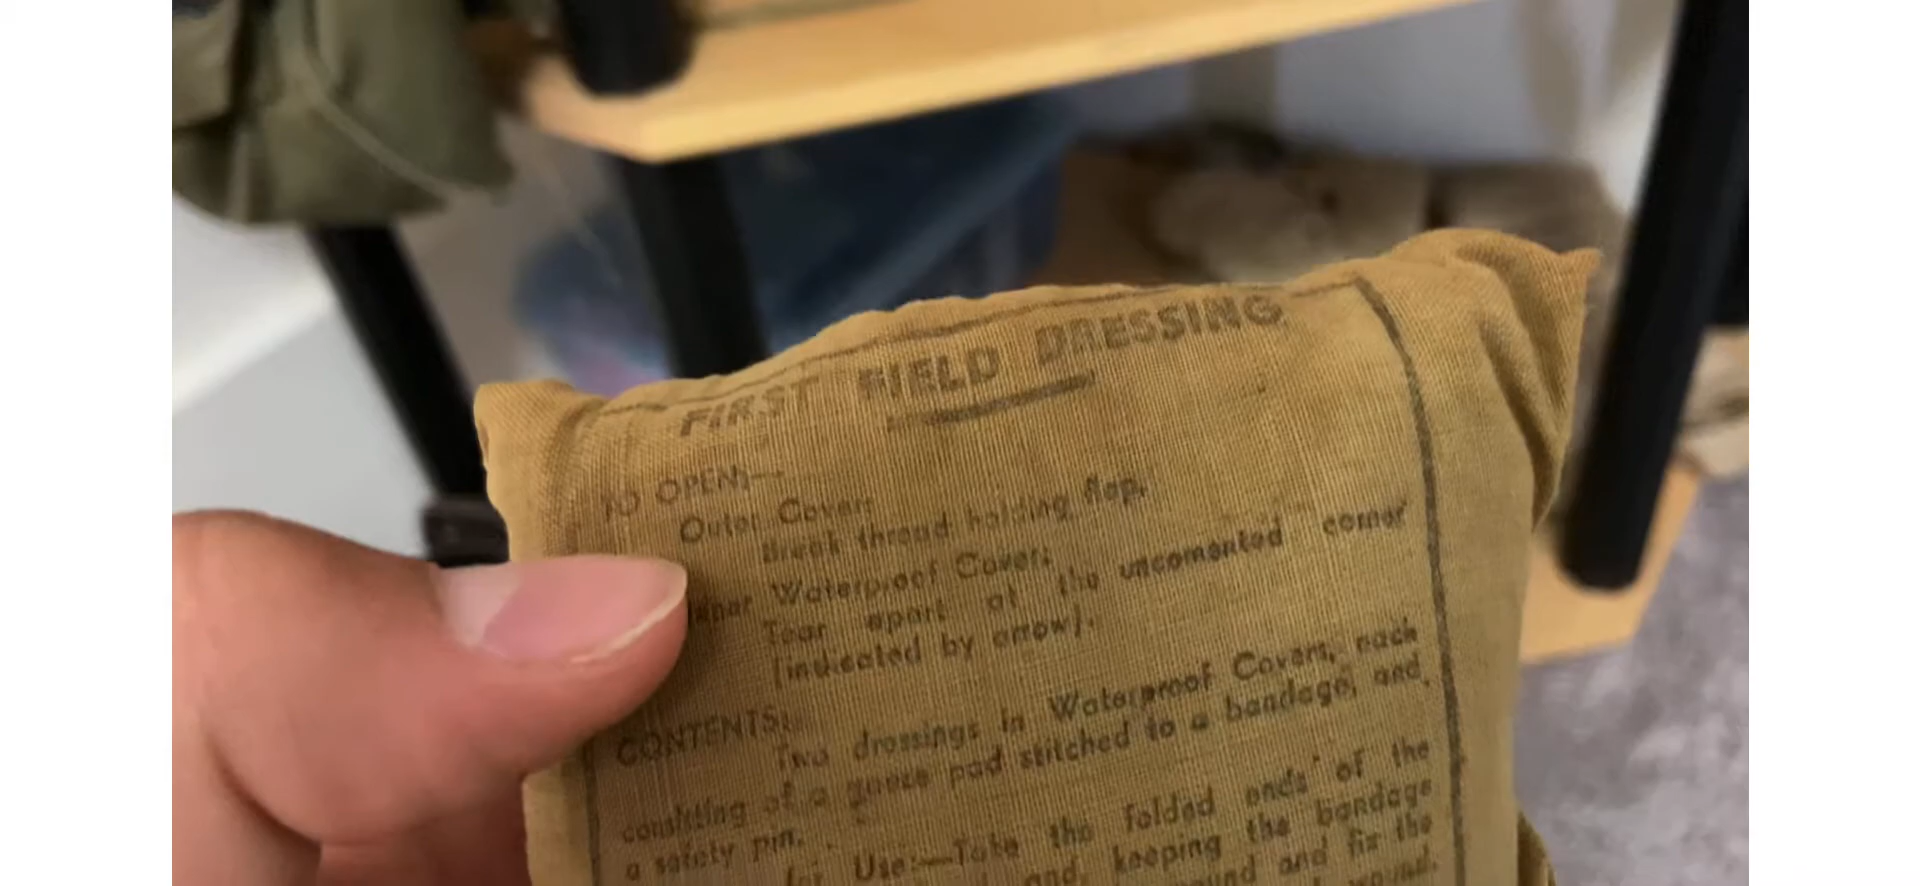 FIRST FIELD DRESSING
TO OPEN:—
Outer Cover:
Break thread holding flap.
Waterproof Cover:
Tear apart at the uncemented corner
(indicated by arrow).
CONTENTS:
Two dressings in Waterproof Covers, each
consisting of a gauze pad stitched to a bandage, and
a safety pin.
for Use:—Take the folded ends of the
and, keeping the bandage
and fix the
wound.